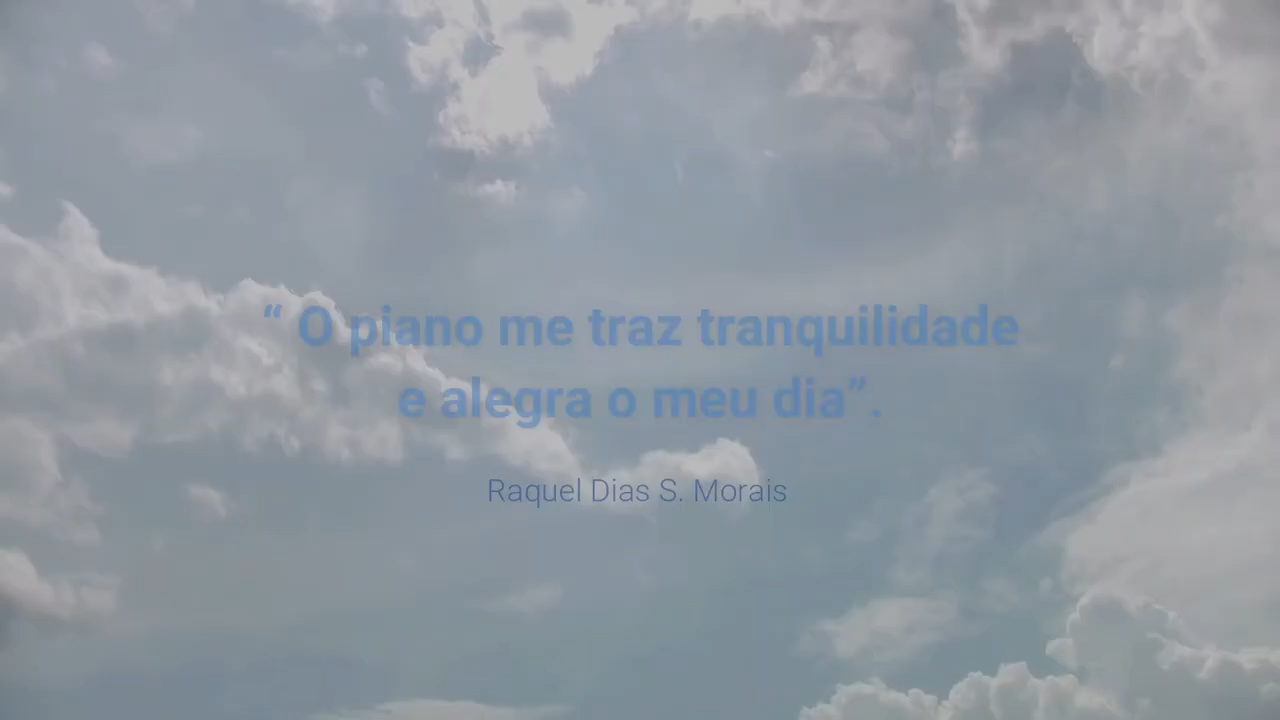 “ O piano me traz tranquilidade
e alegra o meu dia”.
Raquel Dias S. Morais